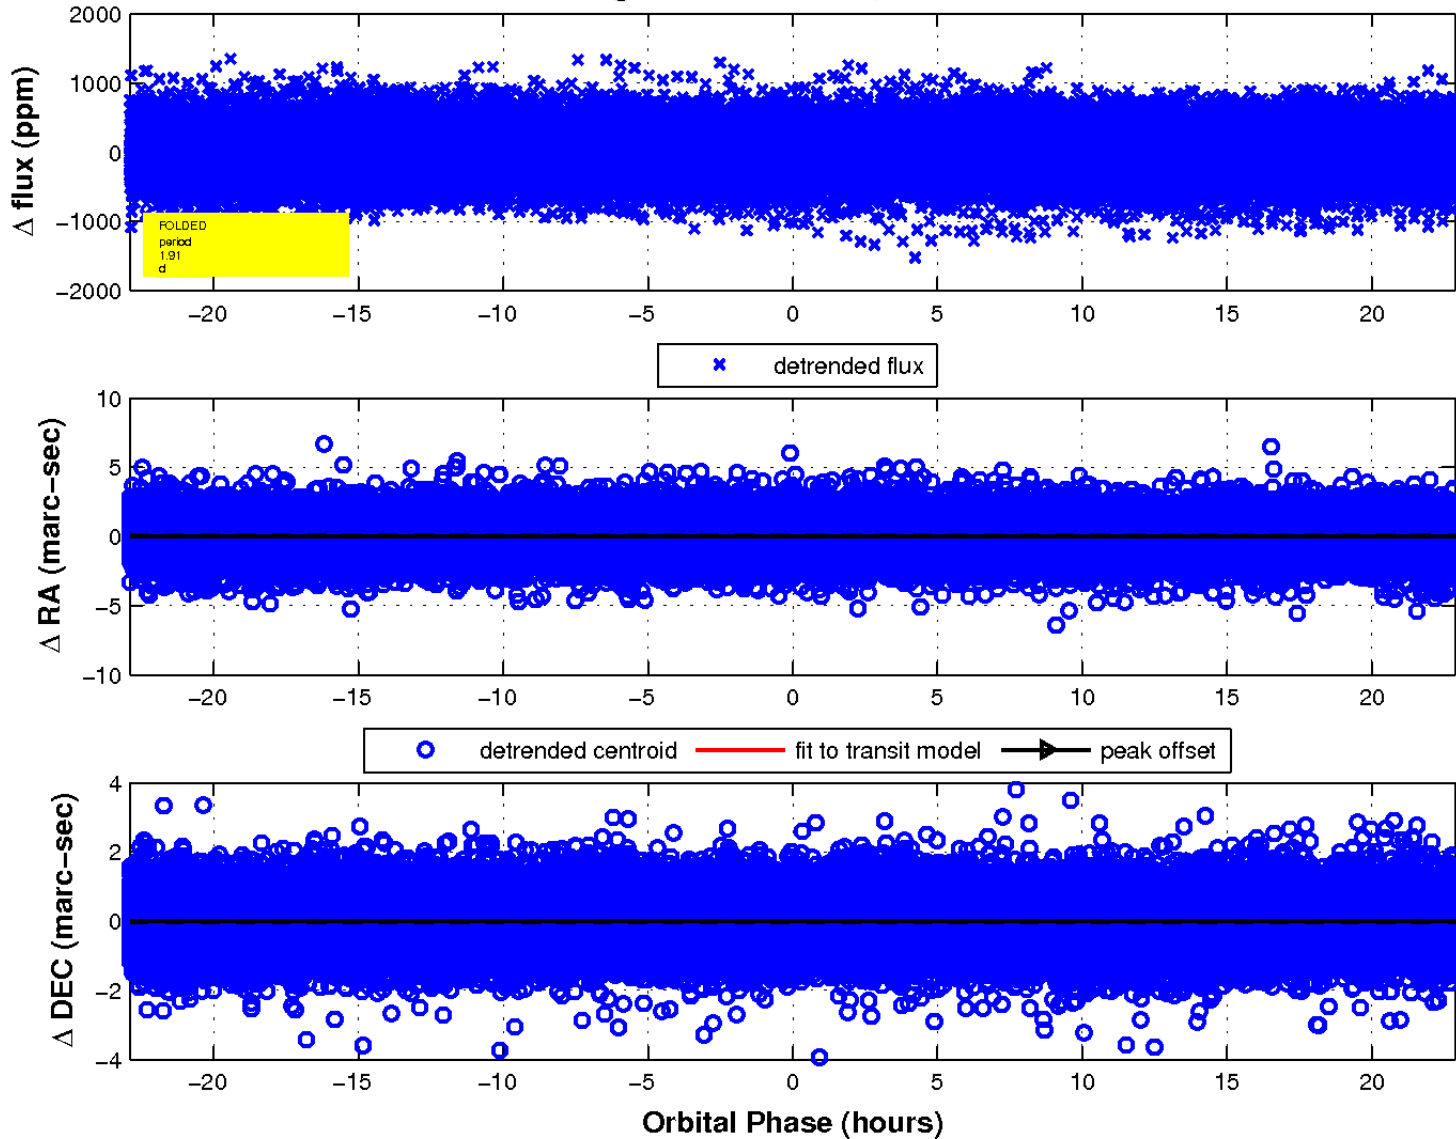 2000
1000
0
−1000
−2000
Δ flux (ppm)
FOLDED
period
1.91
d
−20 −15 −10 −5 0 5 10 15 20
detrended flux
10
5
0
−5
−10
Δ RA (marc−sec)
−20 −15 −10 −5 0 5 10 15 20
detrended centroid fit to transit model peak offset
4
2
0
−2
−4
Δ DEC (marc−sec)
−20 −15 −10 −5 0 5 10 15 20
Orbital Phase (hours)